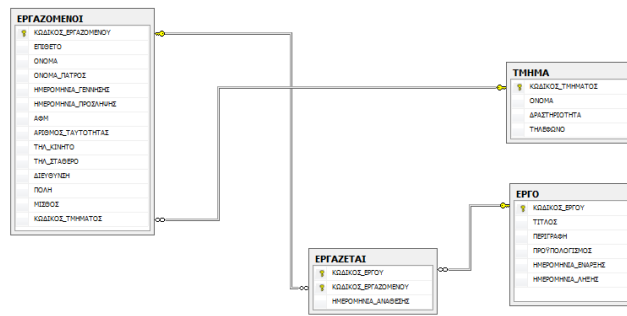 ΕΡΓΑΖΟΜΕΝΟΙ
ΚΩΔΙΚΟΣ_ΕΡΓΑΖΟΜΕΝΟΥ
ΕΠΙΘΕΤΟ
ΟΝΟΜΑ
ΟΝΟΜΑ_ΠΑΤΡΟΣ
ΗΜΕΡΟΜΗΝΙΑ_ΓΕΝΝΗΣΗΣ
ΗΜΕΡΟΜΗΝΙΑ_ΠΡΟΣΛΗΨΗΣ
ΑΦΜ
ΑΡΙΘΜΟΣ_ΤΑΥΤΟΤΗΤΑΣ
ΤΗΛ_ΚΙΝΗΤΟ
ΤΗΛ_ΣΤΑΘΕΡΟ
ΔΙΕΥΘΥΝΣΗ
ΠΟΛΗ
ΜΙΣΘΟΣ
ΚΩΔΙΚΟΣ_ΤΜΗΜΑΤΟΣ
ΤΜΗΜΑ
ΚΩΔΙΚΟΣ_ΤΜΗΜΑΤΟΣ
ΟΝΟΜΑ
ΔΡΑΣΤΗΡΙΟΤΗΤΑ
ΤΗΛΕΦΩΝΟ
ΕΡΓΟ
ΚΩΔΙΚΟΣ_ΕΡΓΟΥ
ΤΙΤΛΟΣ
ΠΕΡΙΓΡΑΦΗ
ΠΡΟΫΠΟΛΟΓΙΣΜΟΣ
ΗΜΕΡΟΜΗΝΙΑ_ΕΝΑΡΞΗΣ
ΗΜΕΡΟΜΗΝΙΑ_ΛΗΞΗΣ
ΕΡΓΑΖΕΤΑΙ
ΚΩΔΙΚΟΣ_ΕΡΓΟΥ
ΚΩΔΙΚΟΣ_ΕΡΓΑΖΟΜΕΝΟΥ
ΗΜΕΡΟΜΗΝΙΑ_ΑΝΑΘΕΣΗΣ